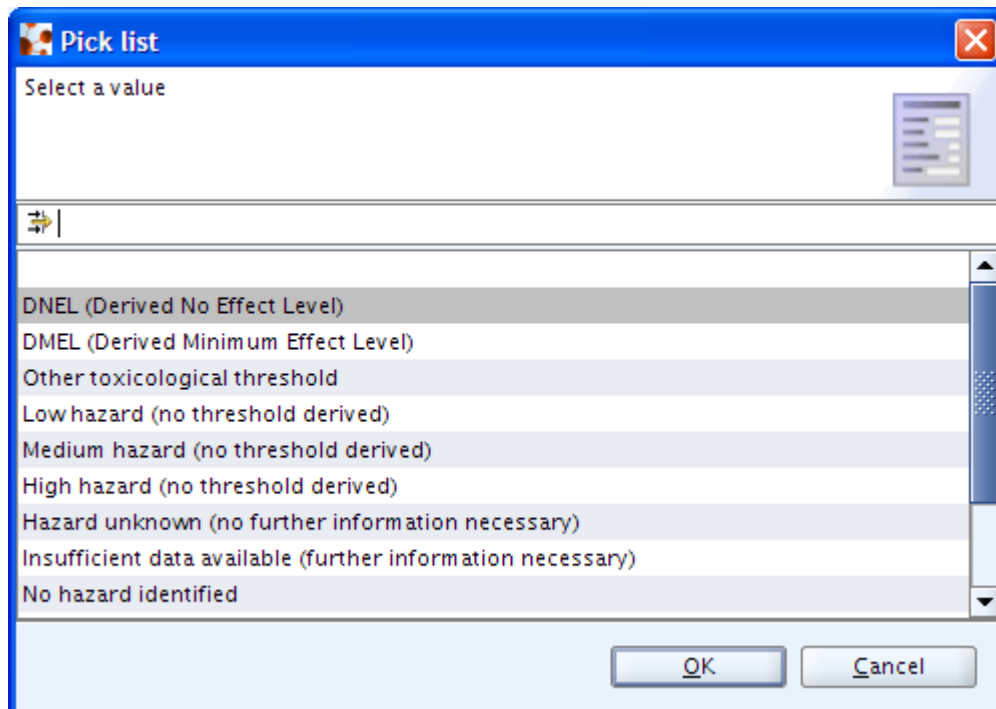 Pick list
Select a value
DNEL (Derived No Effect Level)
DMEL (Derived Minimum Effect Level)
Other toxicological threshold
Low hazard (no threshold derived)
Medium hazard (no threshold derived)
High hazard (no threshold derived)
Hazard unknown (no further information necessary)
Insufficient data available (further information necessary)
No hazard identified
OK
Cancel